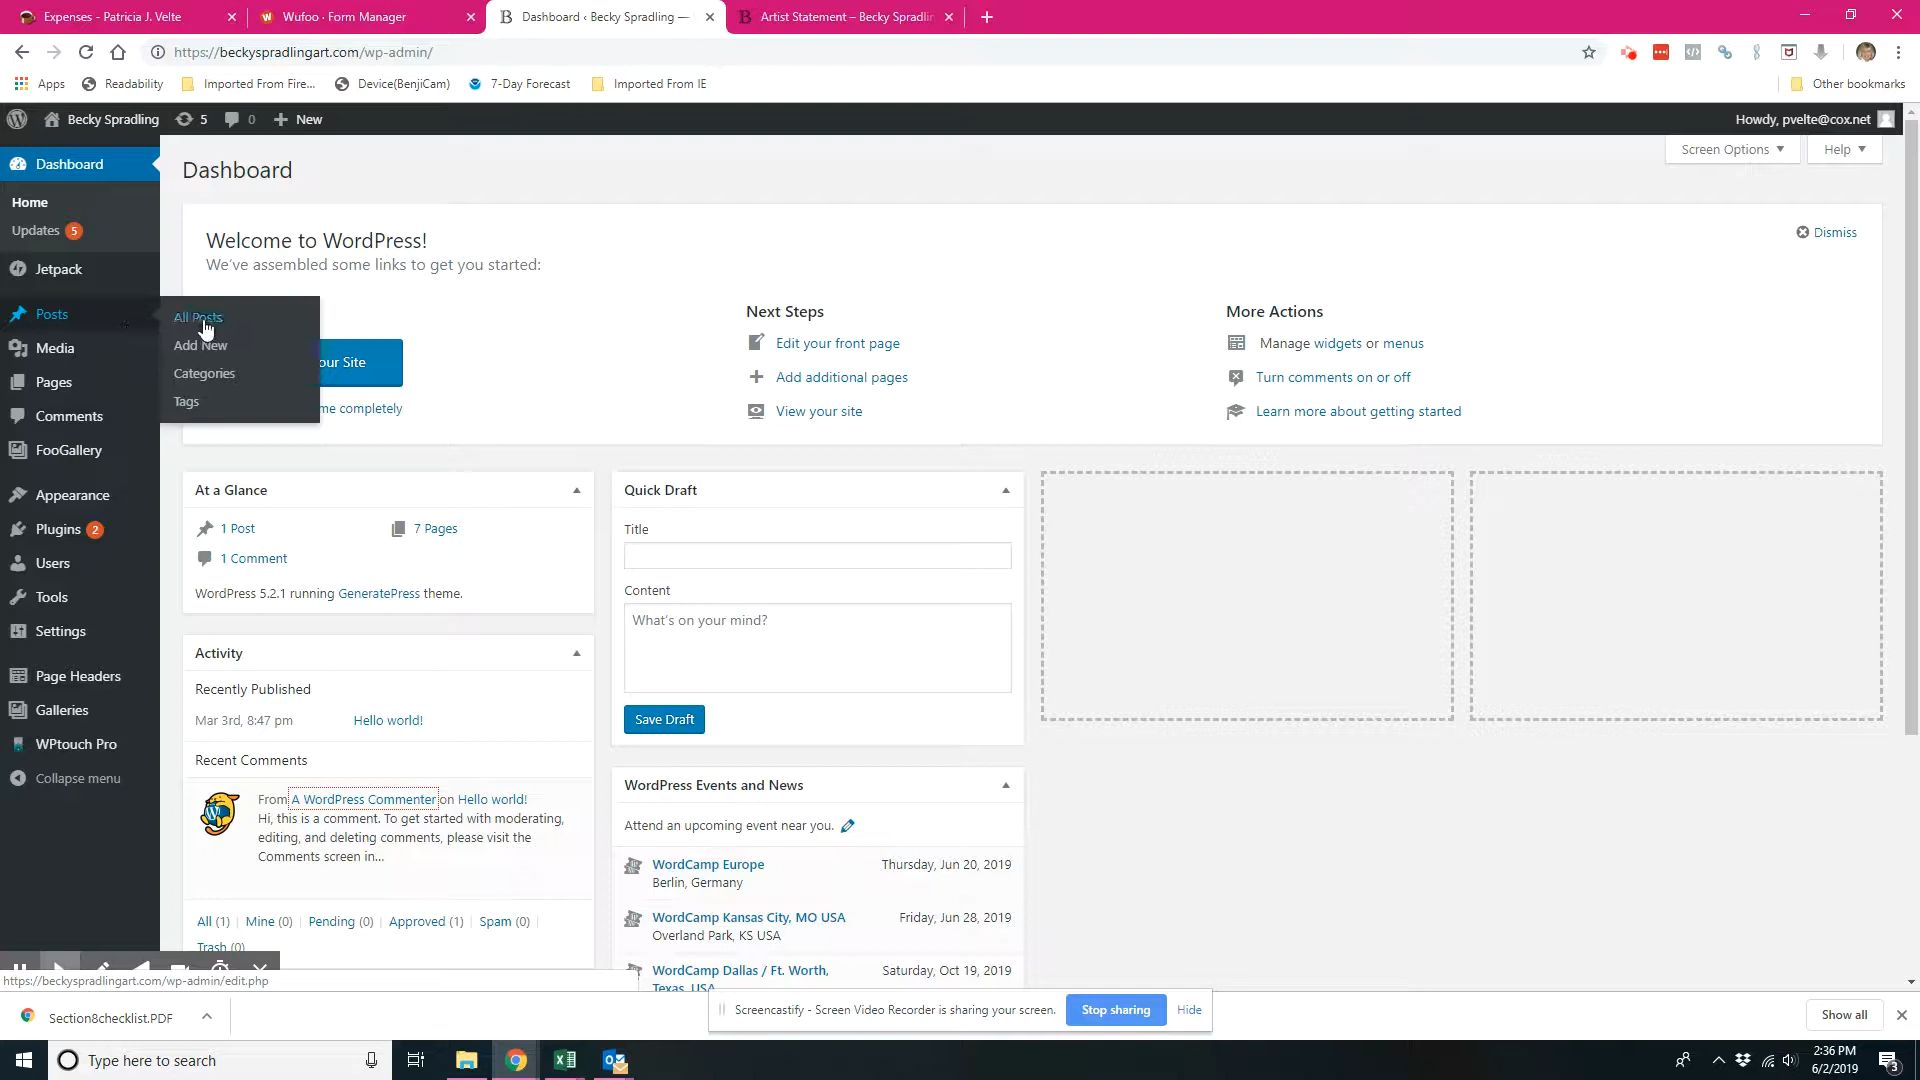 Expenses - Patricia J. Velte
Wufoo · Form Manager
Dashboard ‹ Becky Spradling —
Artist Statement – Becky Spradlin
https://beckyspradlingart.com/wp-admin/
Apps
Readability
Imported From Fire...
Device(BenjiCam)
7-Day Forecast
Imported From IE
Other bookmarks
Becky Spradling
5
0
New
Howdy, pvelte@cox.net
Dashboard
Home
Updates 5
Jetpack
Posts
Media
Pages
Comments
FooGallery
Appearance
Plugins 2
Users
Tools
Settings
Page Headers
Galleries
WPtouch Pro
Collapse menu
All Posts
Add New
Categories
Tags
Dashboard
Screen Options
Help
Welcome to WordPress!
We've assembled some links to get you started:
Dismiss
our Site
me completely
Next Steps
Edit your front page
Add additional pages
View your site
More Actions
Manage widgets or menus
Turn comments on or off
Learn more about getting started
At a Glance
1 Post
7 Pages
1 Comment
WordPress 5.2.1 running GeneratePress theme.
Activity
Recently Published
Mar 3rd, 8:47 pm
Hello world!
Recent Comments
From A WordPress Commenter on Hello world!
Hi, this is a comment. To get started with moderating,
editing, and deleting comments, please visit the
Comments screen in...
All (1) | Mine (0) | Pending (0) | Approved (1) | Spam (0) |
Trash (0)
Quick Draft
Title
Content
What's on your mind?
Save Draft
WordPress Events and News
Attend an upcoming event near you.
WordCamp Europe
Thursday, Jun 20, 2019
Berlin, Germany
WordCamp Kansas City, MO USA
Friday, Jun 28, 2019
Overland Park, KS USA
WordCamp Dallas / Ft. Worth,
Saturday, Oct 19, 2019
Texas, USA
https://beckyspradlingart.com/wp-admin/edit.php
Screencastify - Screen Video Recorder is sharing your screen.
Stop sharing
Hide
Section8checklist.PDF
Show all
Type here to search
2:36 PM
6/2/2019
3